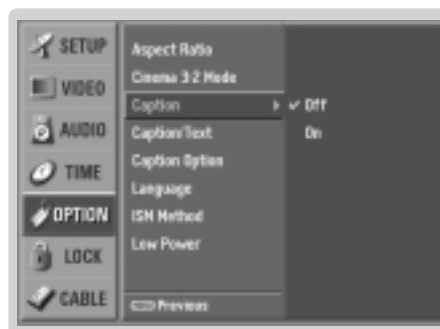 SETUP
VIDEO
AUDIO
TIME
OPTION
LOCK
CABLE
Aspect Ratio
Cinema 3:2 Mode
Caption
Caption/Text
Caption Option
Language
ISM Method
Low Power
Previous
Off
On